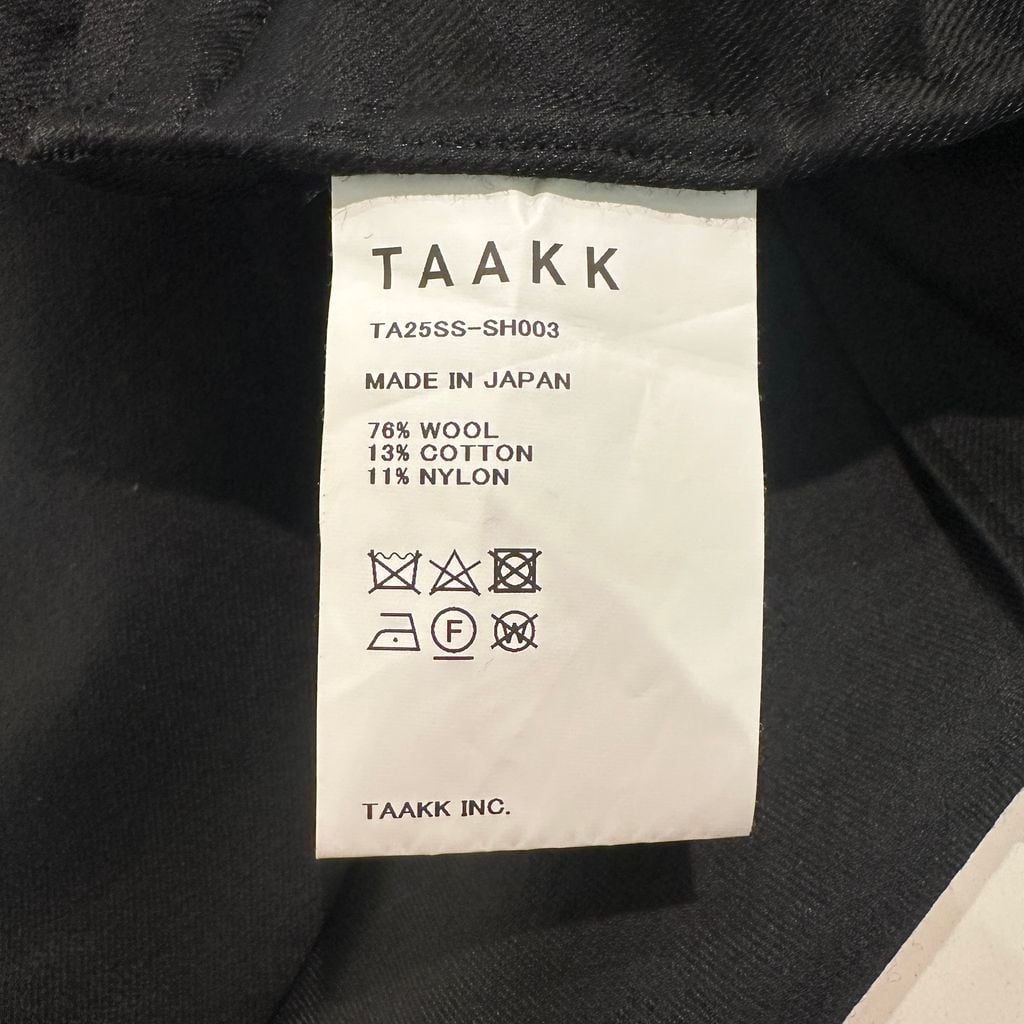 TAAKK
TA25SS-SH003
MADE IN JAPAN
76% WOOL
13% COTTON
11% NYLON
F W
TAAKK INC.